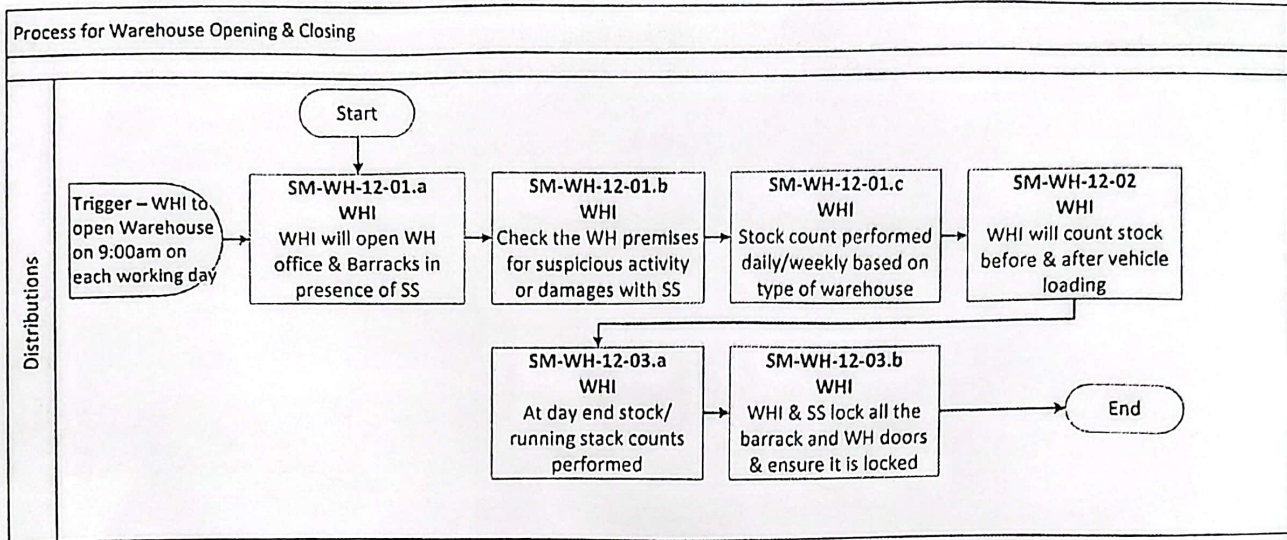 Process for Warehouse Opening & Closing
Distributions
Start
Trigger – WHI to
open Warehouse
on 9:00am on
each working day
SM-WH-12-01.a
WHI
WHI will open WH
office & Barracks in
presence of SS
SM-WH-12-01.b
WHI
Check the WH premises
for suspicious activity
or damages with SS
SM-WH-12-01.c
WHI
Stock count performed
daily/weekly based on
type of warehouse
SM-WH-12-02
WHI
WHI will count stock
before & after vehicle
loading
SM-WH-12-03.a
WHI
At day end stock/
running stack counts
performed
SM-WH-12-03.b
WHI
WHI & SS lock all the
barrack and WH doors
& ensure it is locked
End